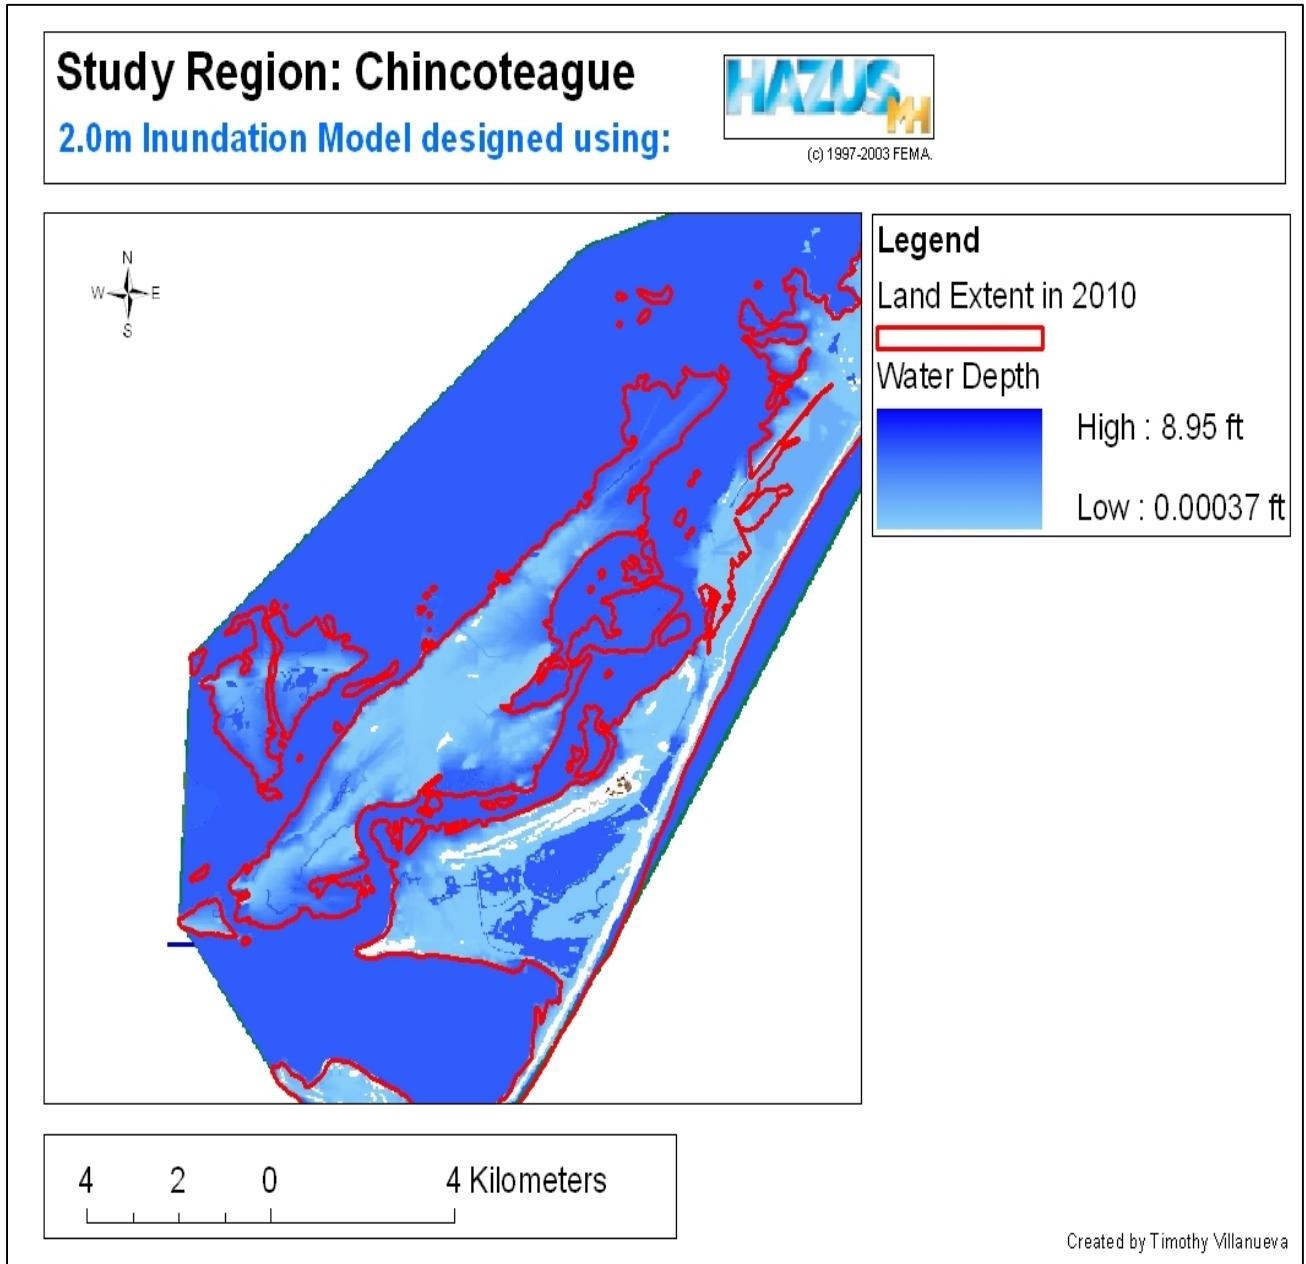 Study Region: Chincoteague
2.0m Inundation Model designed using:
HAZUS
MH
(c) 1997-2003 FEMA.
N
W E
S
Legend
Land Extent in 2010
Water Depth
High : 8.95 ft
Low : 0.00037 ft
4 2 0 4 Kilometers
Created by Timothy Villanueva